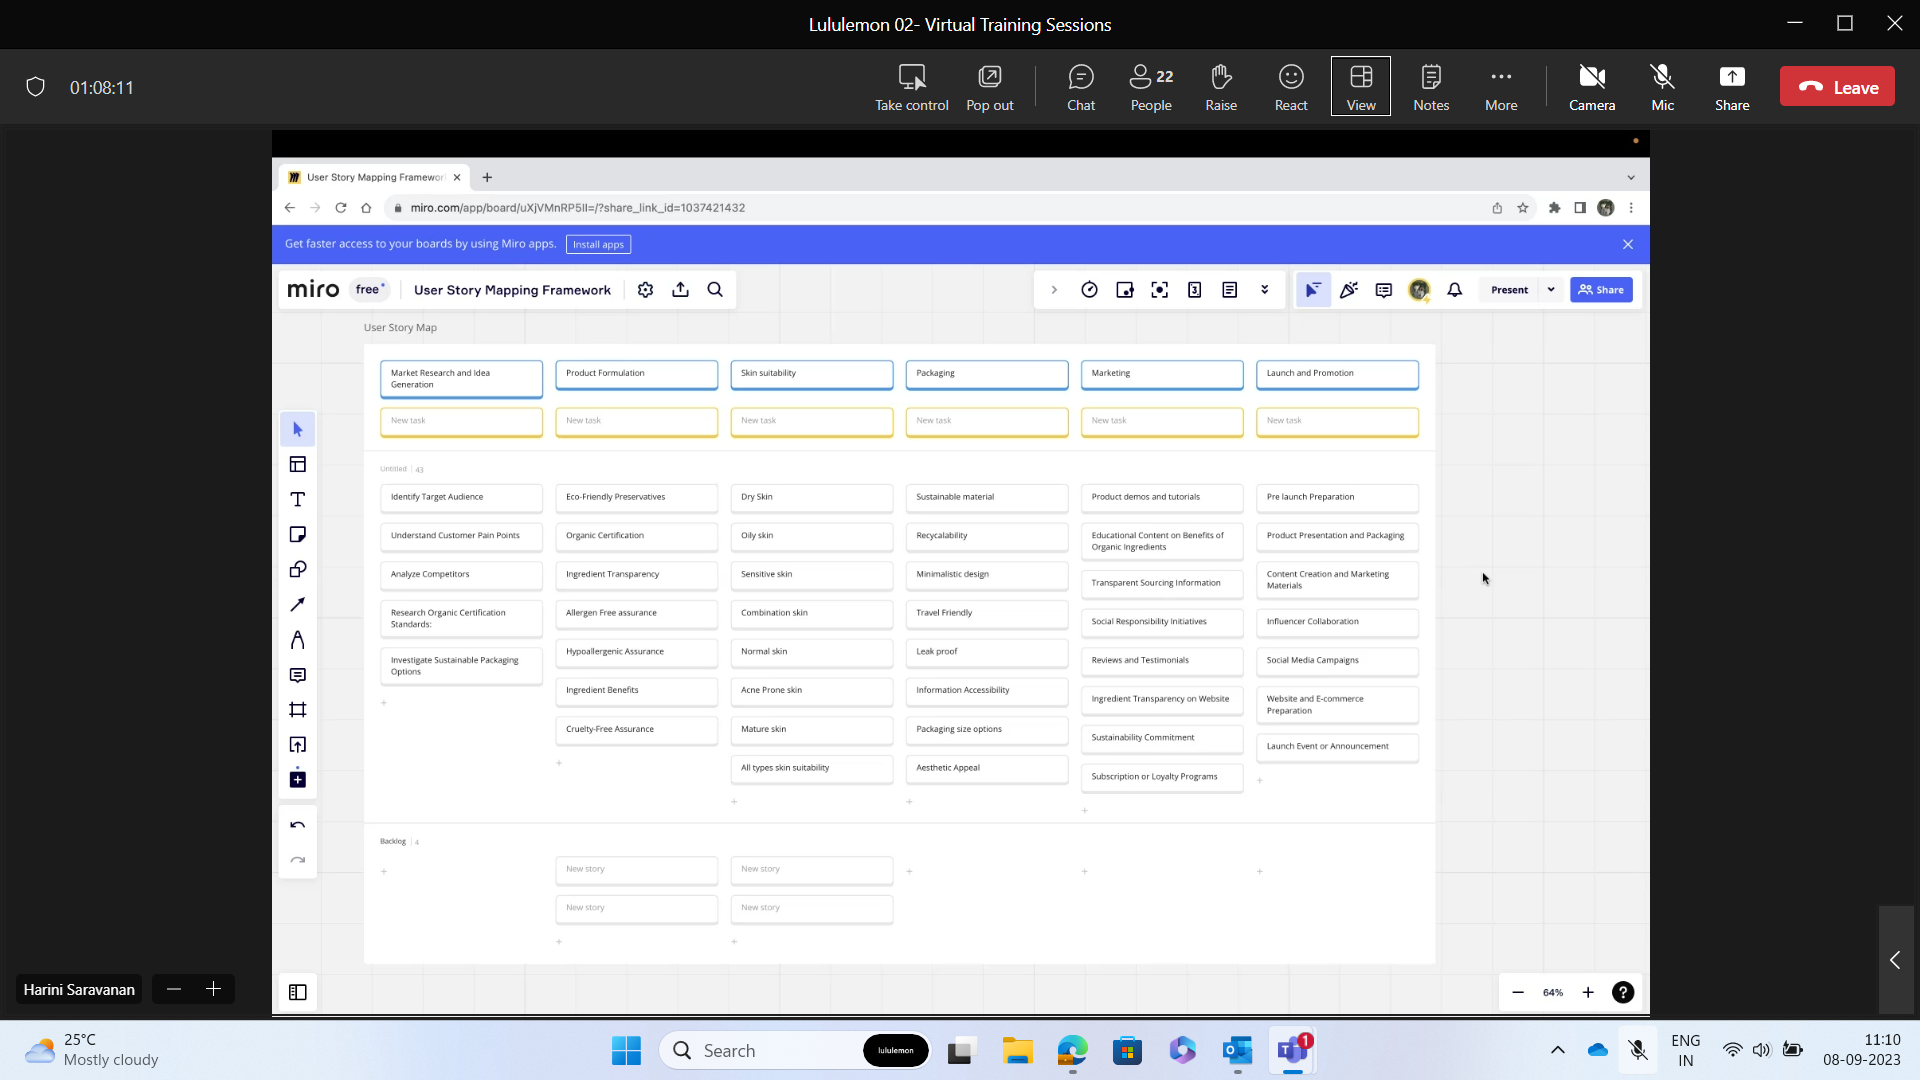 Lululemon 02- Virtual Training Sessions
01:08:11
Take control
Pop out
Chat
22
People
Raise
React
View
Notes
More
Camera
Mic
Share
Leave
User Story Mapping Framewor
miro.com/app/board/uXjVMnRP5II=/?share_link_id=1037421432
Get faster access to your boards by using Miro apps.
Install apps
miro
free
User Story Mapping Framework
Present
Share
User Story Map
Market Research and Idea
Generation
Product Formulation
Skin suitability
Packaging
Marketing
Launch and Promotion
New task
New task
New task
New task
New task
New task
Untitled | 43
Identify Target Audience
Understand Customer Pain Points
Analyze Competitors
Research Organic Certification
Standards:
Investigate Sustainable Packaging
Options
Eco-Friendly Preservatives
Organic Certification
Ingredient Transparency
Allergen Free assurance
Hypoallergenic Assurance
Ingredient Benefits
Cruelty-Free Assurance
Dry Skin
Oily skin
Sensitive skin
Combination skin
Normal skin
Acne Prone skin
Mature skin
All types skin suitability
Sustainable material
Recycalability
Minimalistic design
Travel Friendly
Leak proof
Information Accessibility
Packaging size options
Aesthetic Appeal
Product demos and tutorials
Educational Content on Benefits of
Organic Ingredients
Transparent Sourcing Information
Social Responsibility Initiatives
Reviews and Testimonials
Ingredient Transparency on Website
Sustainability Commitment
Subscription or Loyalty Programs
Pre launch Preparation
Product Presentation and Packaging
Content Creation and Marketing
Materials
Influencer Collaboration
Social Media Campaigns
Website and E-commerce
Preparation
Launch Event or Announcement
Backlog | 4
New story
New story
New story
New story
64%
Harini Saravanan
25°C
Mostly cloudy
Search
lululemon
1
ENG
IN
11:10
08-09-2023